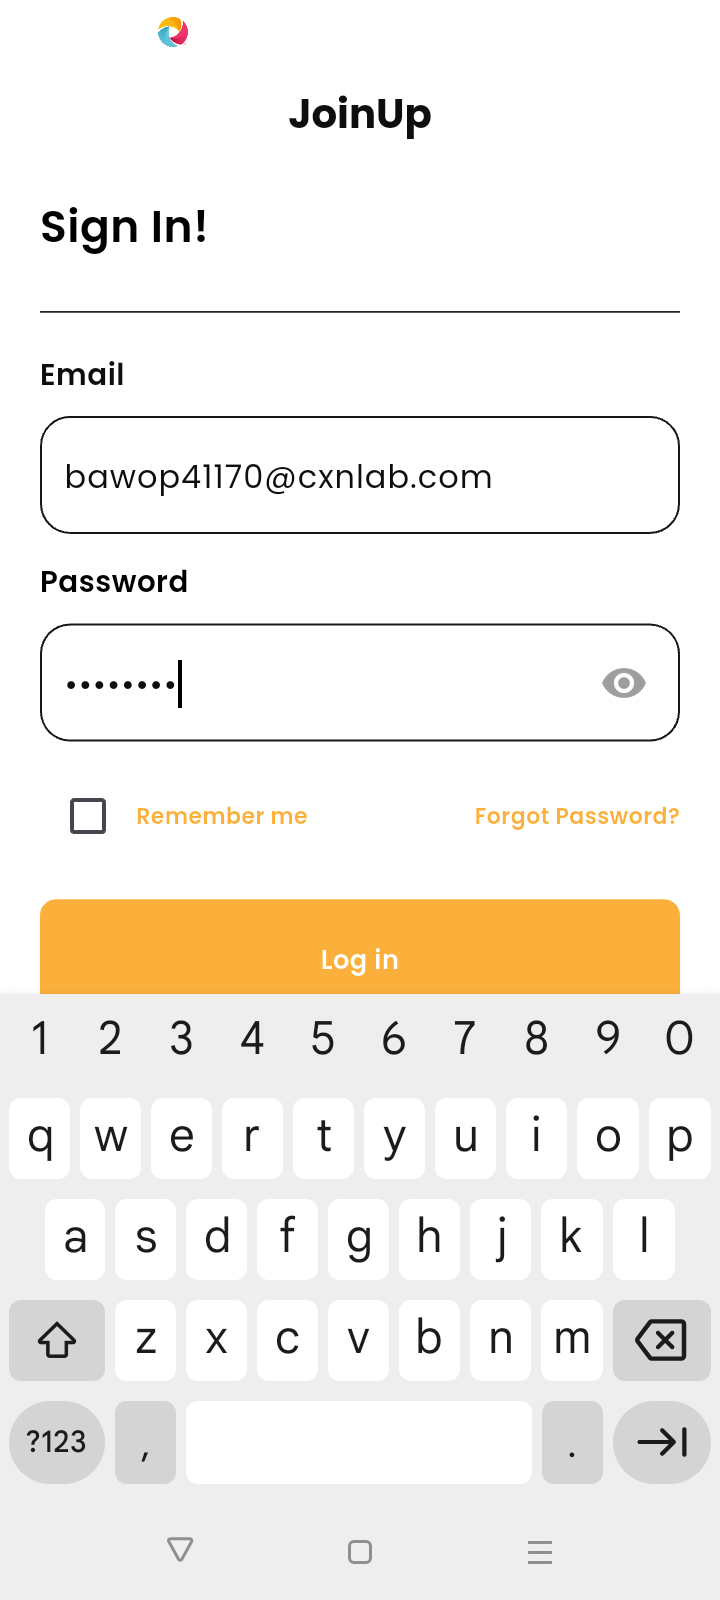 JoinUp
Sign In!
Email
bawop41170@cxnlab.com
Password
••••••••
Remember me Forgot Password?
Log in
1 2 3 4 5 6 7 8 9 0
q w e r t y u i o p
a s d f g h j k l
z x c v b n m
?123 , .